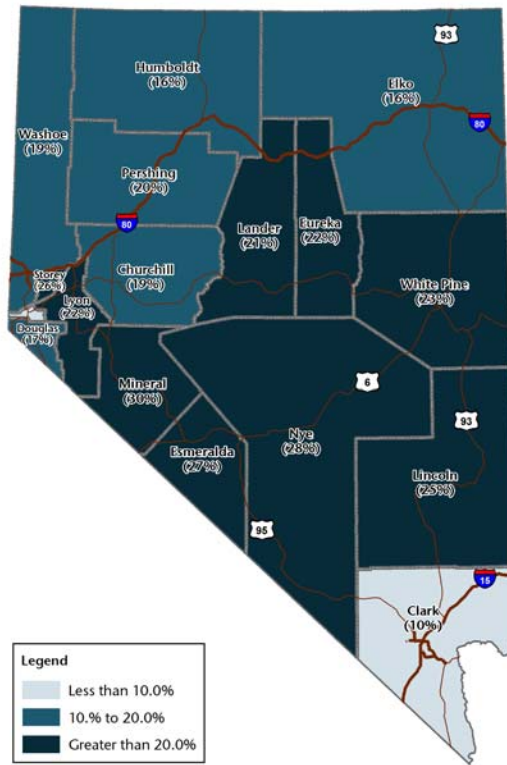 93
Humboldt
(16%)
Elko
(16%)
Washoe
(19%)
80
Pershing
(20%)
80
Lander
(21%)
Eureka
(22%)
Churchill
(19%)
Storey
(26%)
Lyon
(22%)
White Pine
(23%)
Douglas
(17%)
Mineral
(30%)
6
93
Esmeralda
(27%)
Nye
(28%)
Lincoln
(25%)
95
15
Clark
(10%)
Legend
Less than 10.0%
10.% to 20.0%
Greater than 20.0%